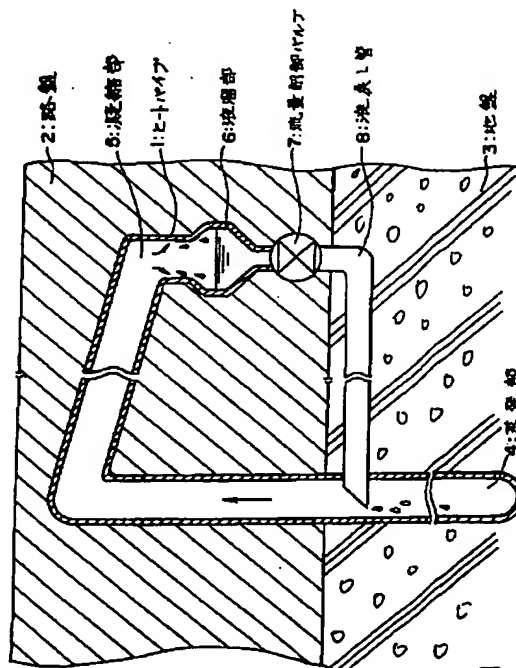 2:路盤
5:凝縮部
1:ヒートパイプ
6:液溜部
7:流量制御バルブ
8:液戻し管
3:地盤
4:蒸発部